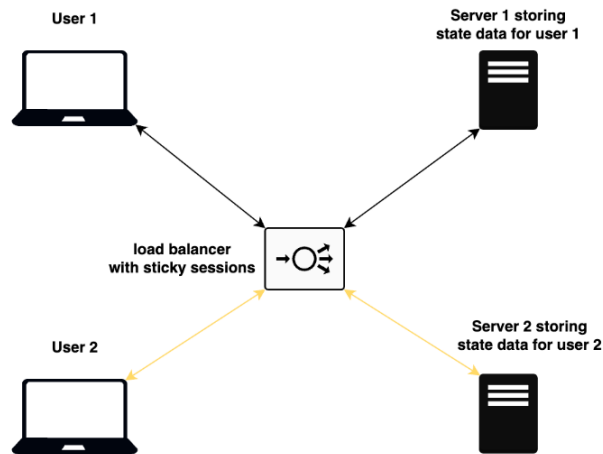 User 1
Server 1 storing
state data for user 1
load balancer
with sticky sessions
User 2
Server 2 storing
state data for user 2